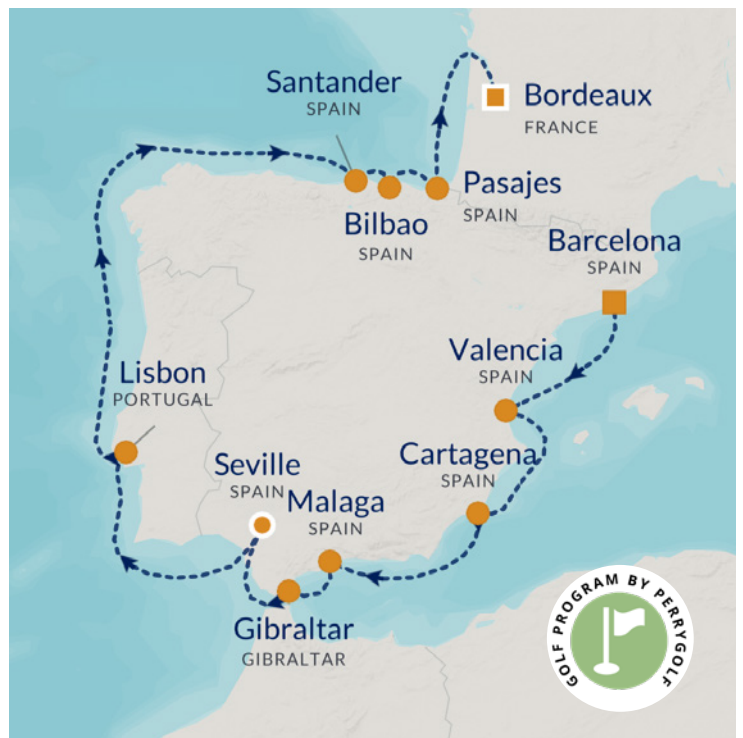 Santander
SPAIN
Bordeaux
FRANCE
Bilbao
SPAIN
Pasajes
SPAIN
Barcelona
SPAIN
Valencia
SPAIN
Lisbon
PORTUGAL
Cartagena
SPAIN
Seville
SPAIN
Malaga
SPAIN
Gibraltar
GIBRALTAR
GOLF PROGRAM BY PERRYGOLF